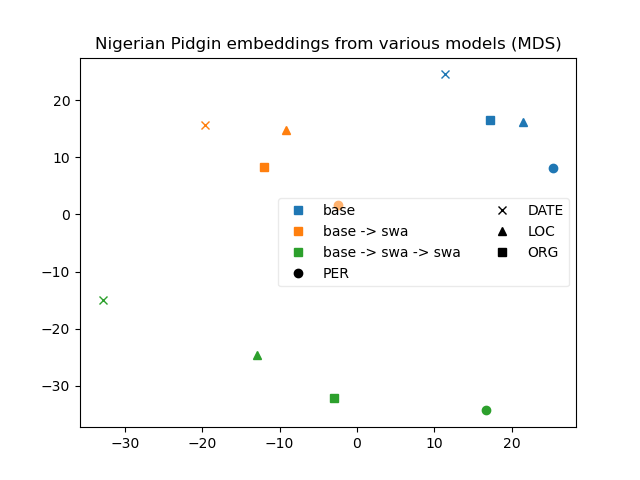 Nigerian Pidgin embeddings from various models (MDS)
20
10
0
−10
−20
−30
base
base -> swa
base -> swa -> swa
PER
DATE
LOC
ORG
−30 −20 −10 0 10 20